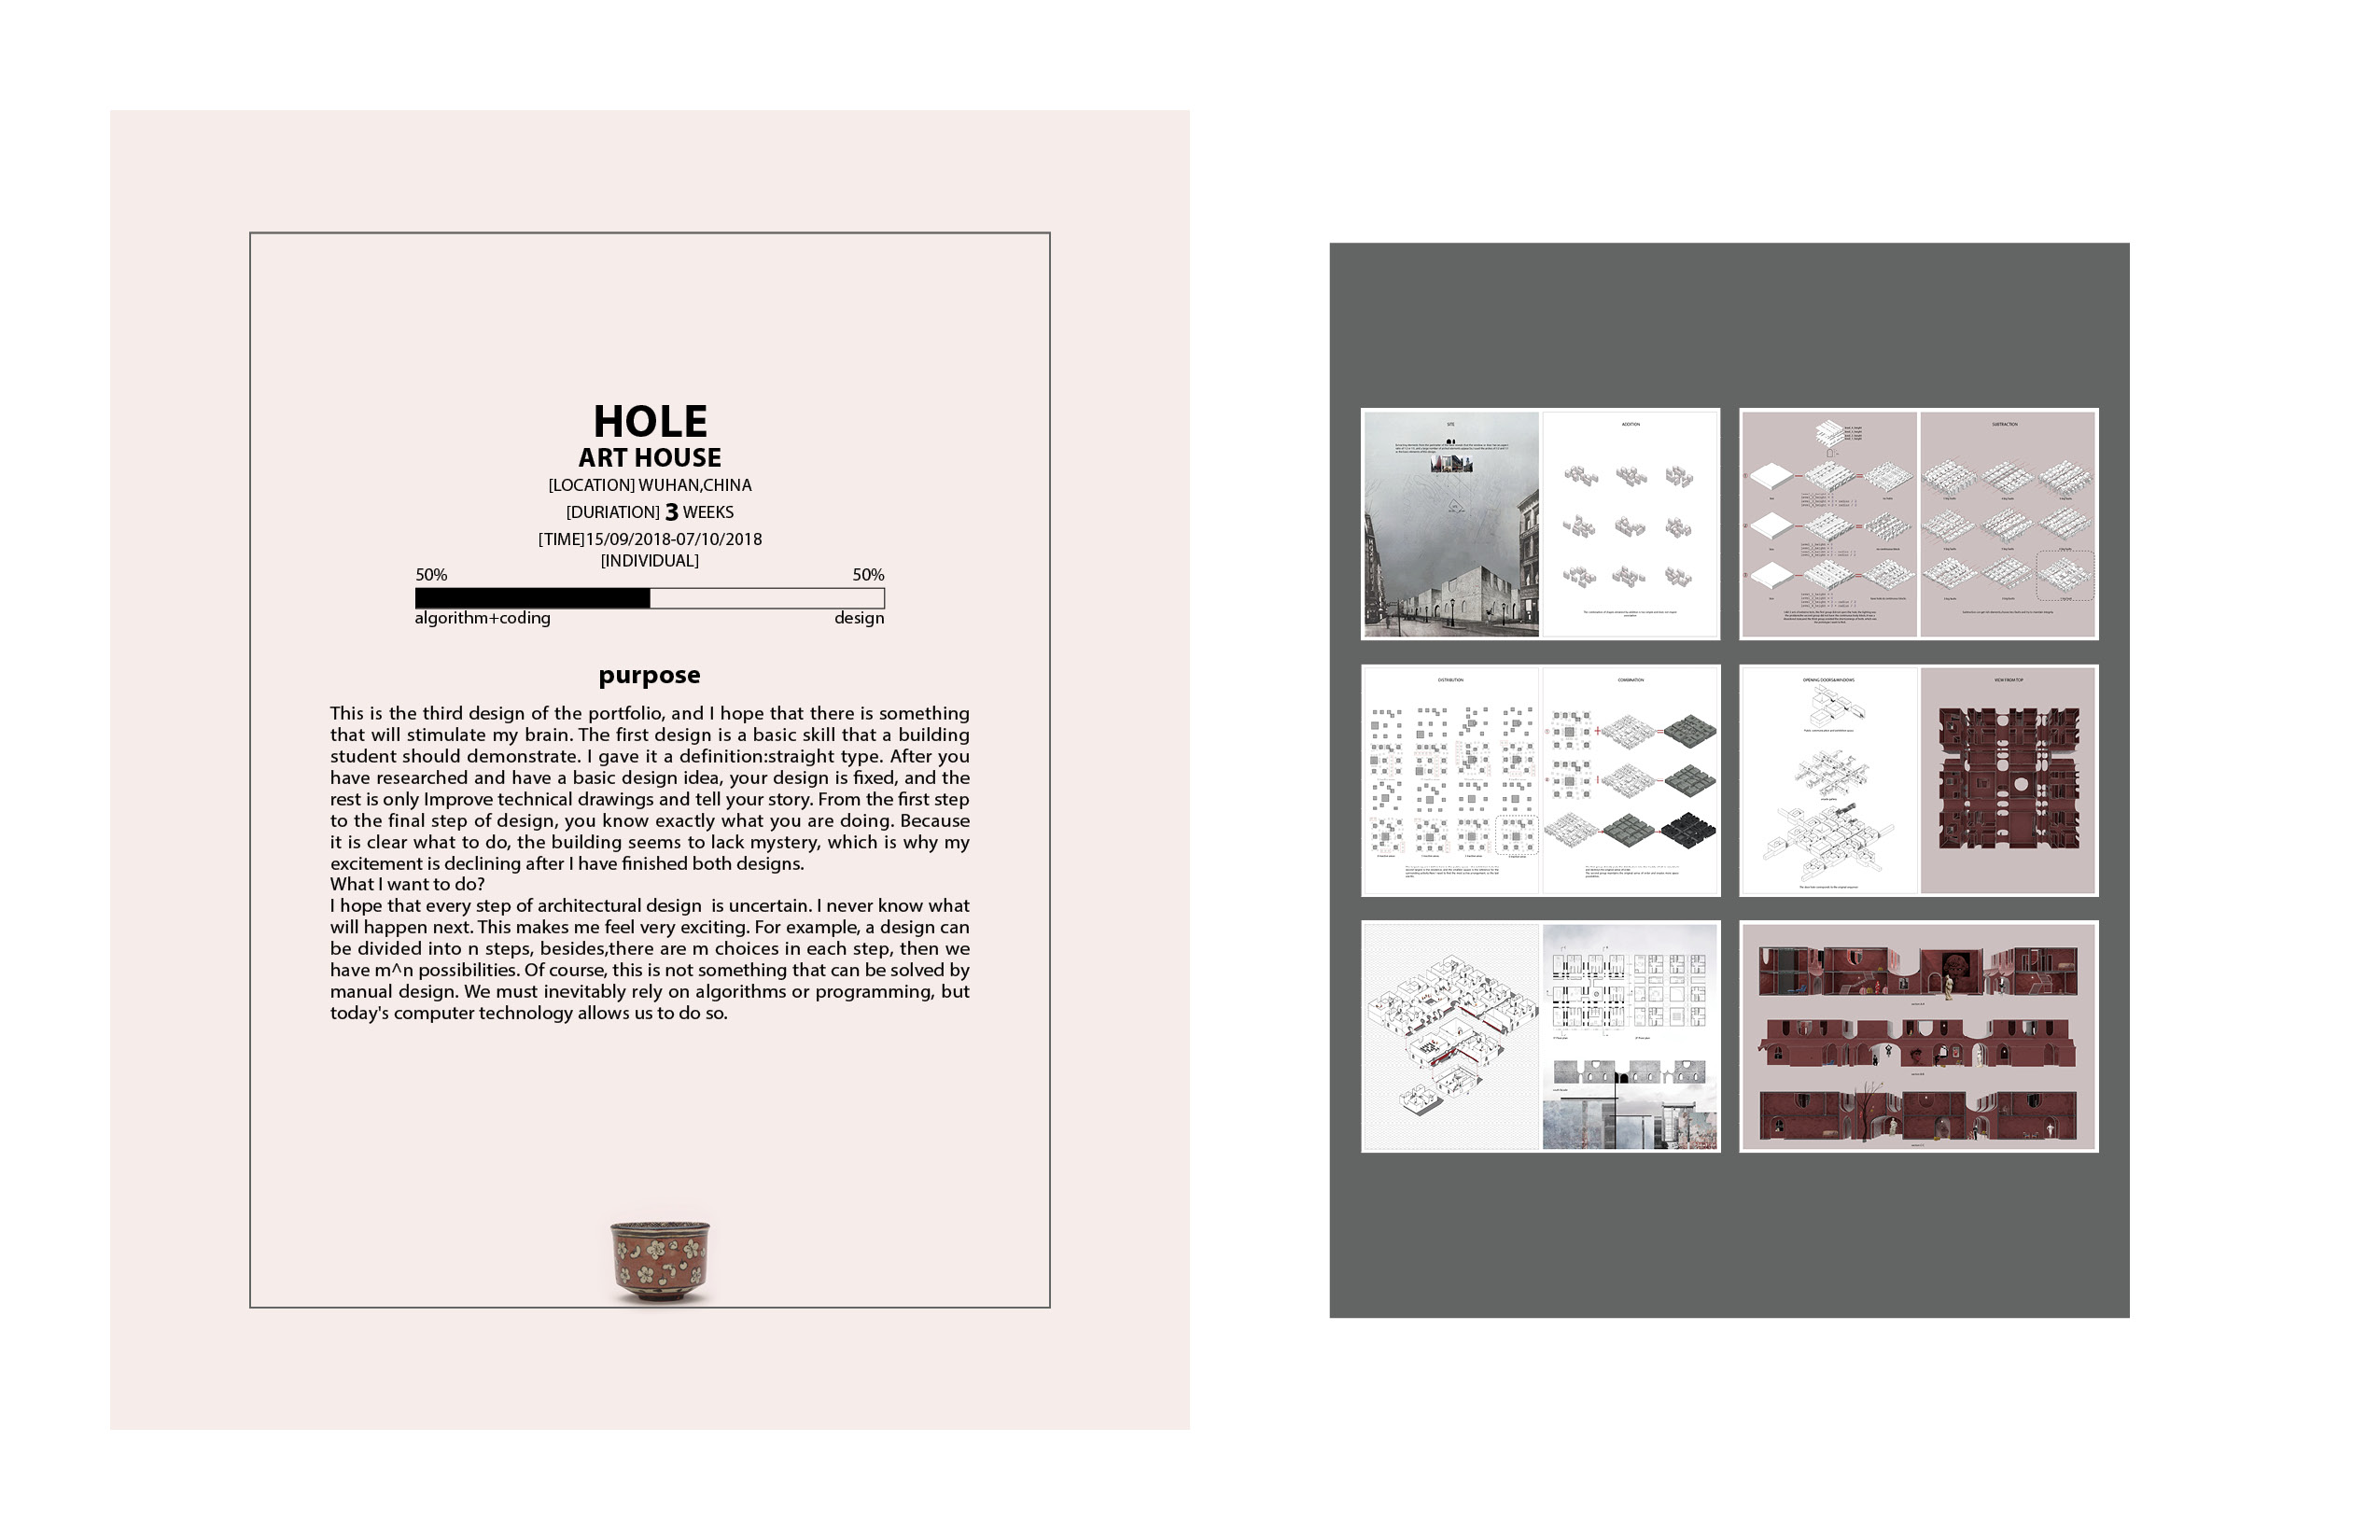 HOLE
ART HOUSE
[LOCATION] WUHAN,CHINA
[DURIATION] 3 WEEKS
[TIME]15/09/2018-07/10/2018
[INDIVIDUAL]
50% 50%
algorithm+coding design
purpose
This is the third design of the portfolio, and I hope that there is something
that will stimulate my brain. The first design is a basic skill that a building
student should demonstrate. I gave it a definition:straight type. After you
have researched and have a basic design idea, your design is fixed, and the
rest is only Improve technical drawings and tell your story. From the first step
to the final step of design, you know exactly what you are doing. Because
it is clear what to do, the building seems to lack mystery, which is why my
excitement is declining after I have finished both designs.
What I want to do?
I hope that every step of architectural design  is uncertain. I never know what
will happen next. This makes me feel very exciting. For example, a design can
be divided into n steps, besides,there are m choices in each step, then we
have m^n possibilities. Of course, this is not something that can be solved by
manual design. We must inevitably rely on algorithms or programming, but
today's computer technology allows us to do so.
SITE
ADDITION
SUBTRACTION
DISTRIBUTION
COMBINATION
OPENING DOORS&WINDOWS
VIEW FROM TOP